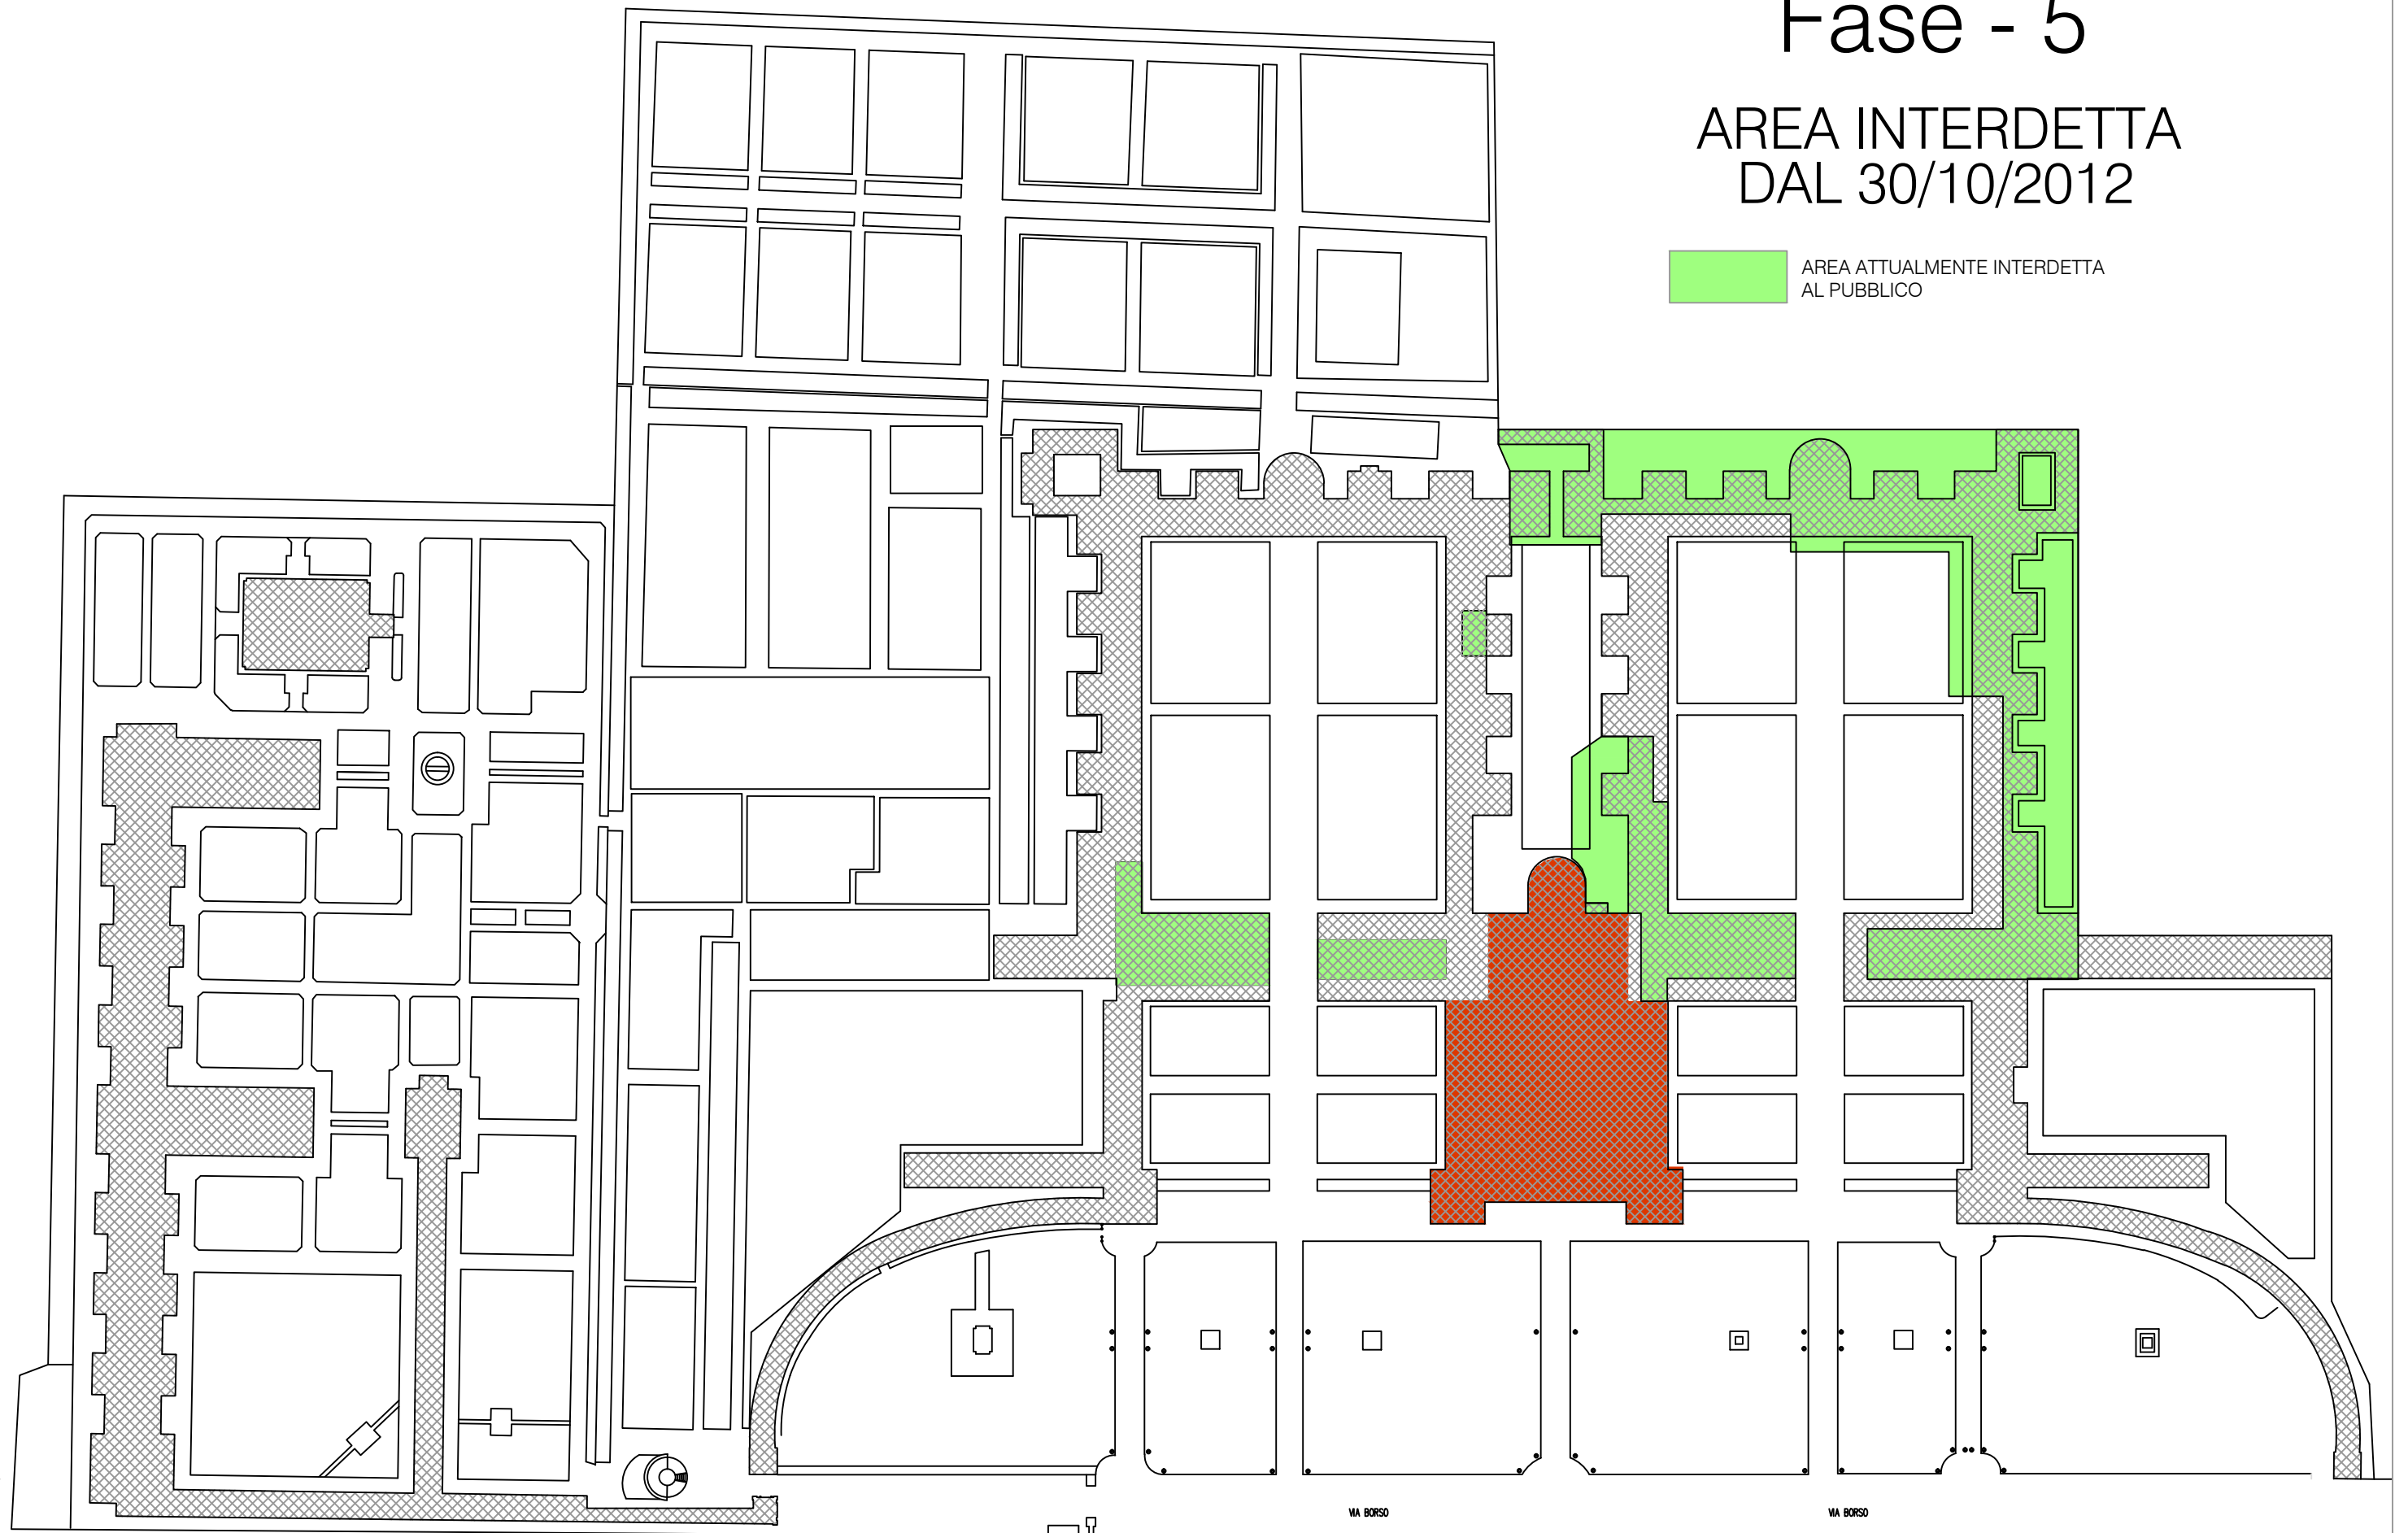 Fase - 5
AREA INTERDETTA
DAL 30/10/2012
AREA ATTUALMENTE INTERDETTA
AL PUBBLICO
VIA BORSO
VIA BORSO